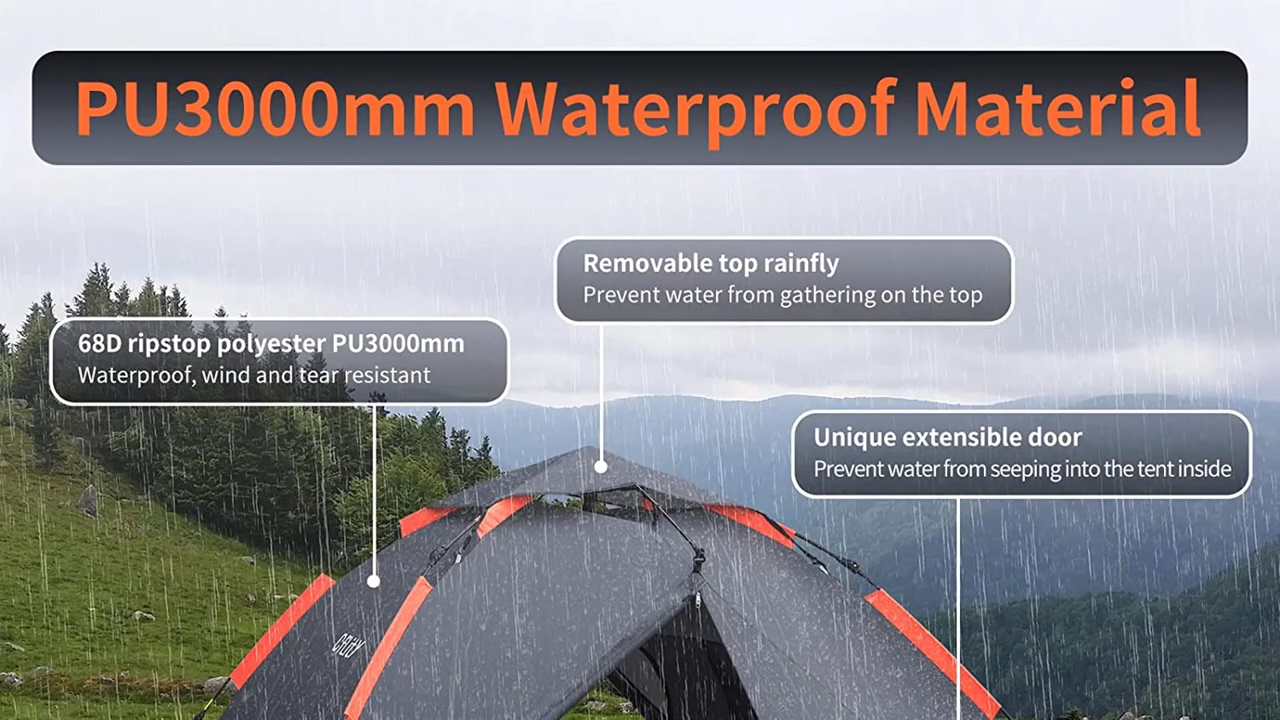 PU3000mm Waterproof Material
Removable top rainfly
Prevent water from gathering on the top
68D ripstop polyester PU3000mm
Waterproof, wind and tear resistant
Unique extensible door
Prevent water from seeping into the tent inside